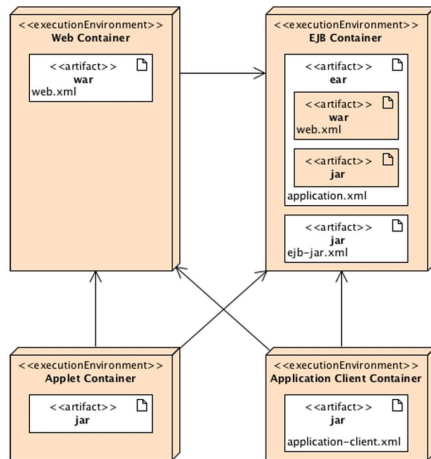 <<executionEnvironment>>
Web Container
<<artifact>>
war
web.xml
<<executionEnvironment>>
EJB Container
<<artifact>>
ear
<<artifact>>
war
web.xml
<<artifact>>
jar
application.xml
<<artifact>>
jar
ejb-jar.xml
<<executionEnvironment>>
Applet Container
<<artifact>>
jar
<<executionEnvironment>>
Application Client Container
<<artifact>>
jar
application-client.xml